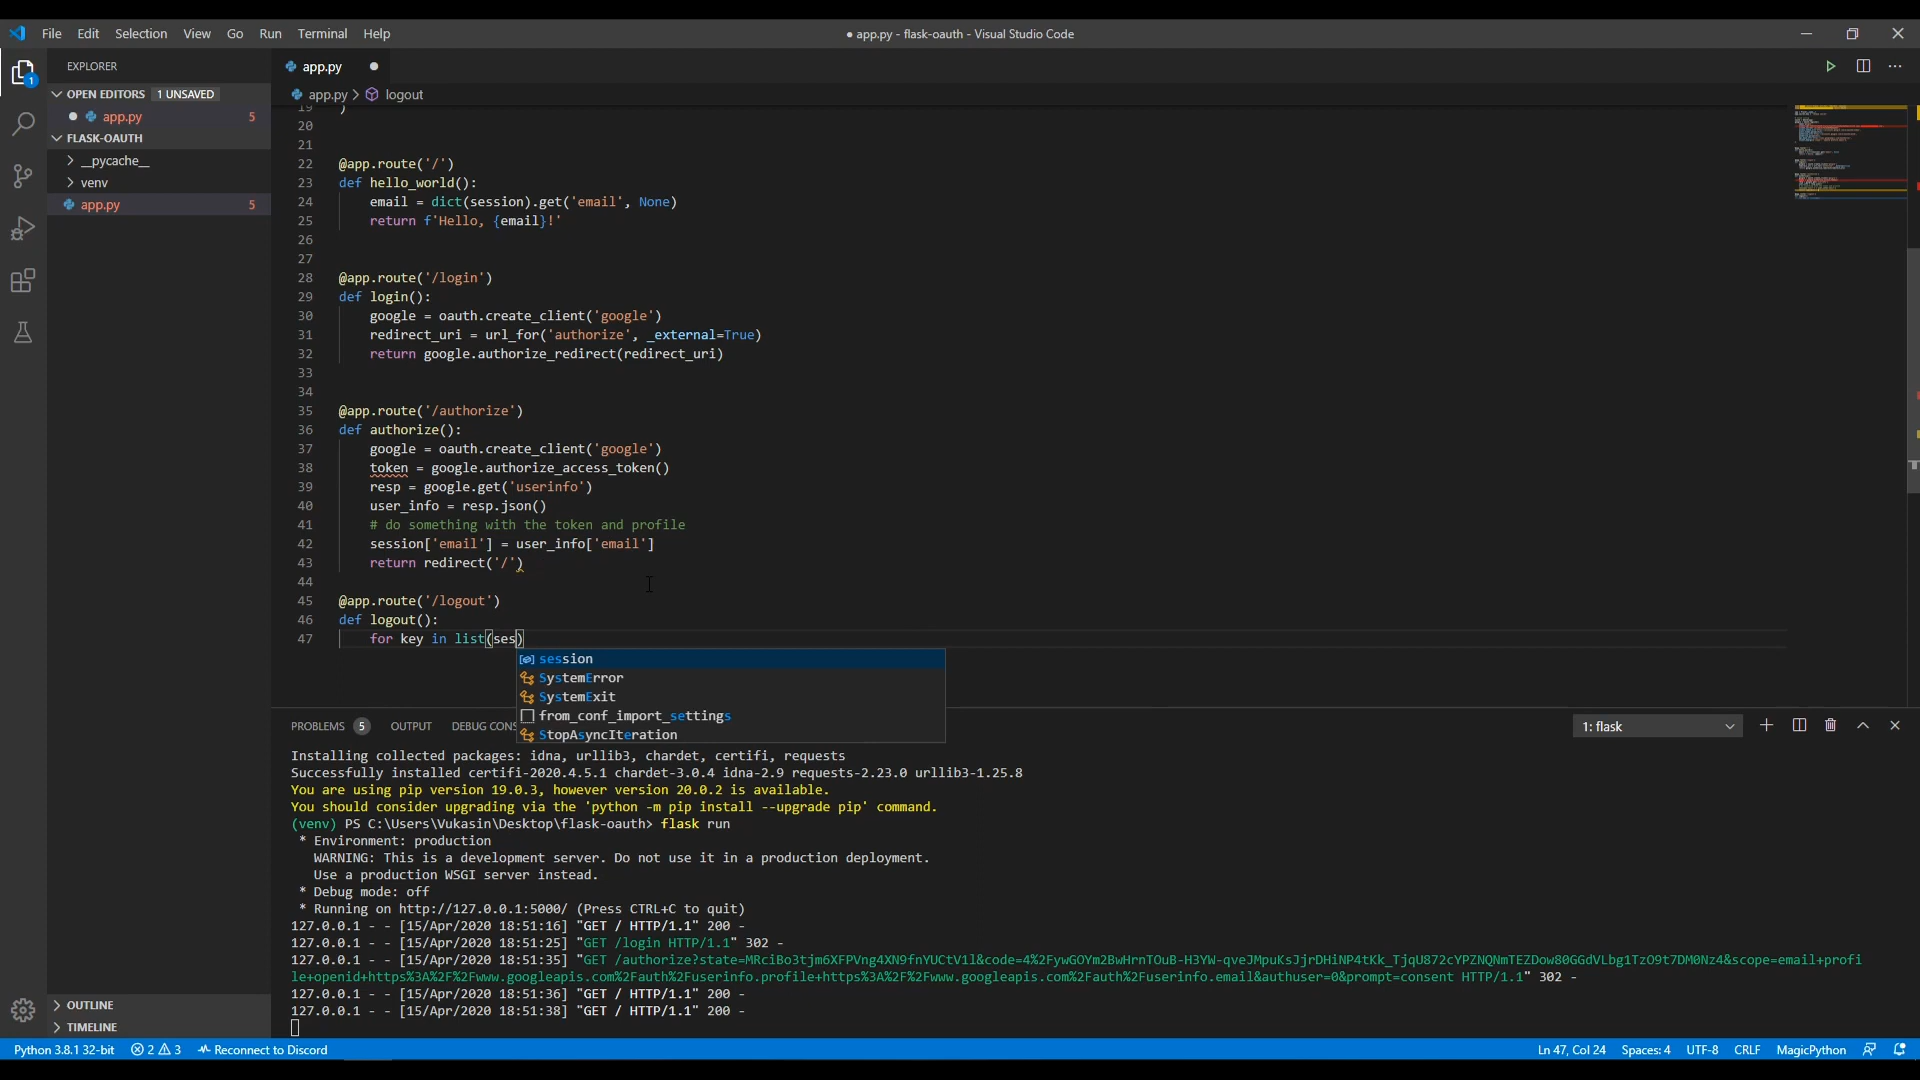 File Edit Selection View Go Run Terminal Help
● app.py - flask-oauth - Visual Studio Code
EXPLORER
OPEN EDITORS 1 UNSAVED
app.py 5
FLASK-OAUTH
__pycache__
venv
app.py 5
OUTLINE
TIMELINE
1
app.py
app.py > logout
19 )
20
21
22 @app.route('/')
23 def hello_world():
24 email = dict(session).get('email', None)
25 return f'Hello, {email}!'
26
27
28 @app.route('/login')
29 def login():
30 google = oauth.create_client('google')
31 redirect_uri = url_for('authorize', _external=True)
32 return google.authorize_redirect(redirect_uri)
33
34
35 @app.route('/authorize')
36 def authorize():
37 google = oauth.create_client('google')
38 token = google.authorize_access_token()
39 resp = google.get('userinfo')
40 user_info = resp.json()
41 # do something with the token and profile
42 session['email'] = user_info['email']
43 return redirect('/')
44
45 @app.route('/logout')
46 def logout():
47 for key in list(ses)
session
SystemError
SystemExit
from_conf_import_settings
StopAsyncIteration
PROBLEMS 5 OUTPUT DEBUG CONS
1: flask
Installing collected packages: idna, urllib3, chardet, certifi, requests
Successfully installed certifi-2020.4.5.1 chardet-3.0.4 idna-2.9 requests-2.23.0 urllib3-1.25.8
You are using pip version 19.0.3, however version 20.0.2 is available.
You should consider upgrading via the 'python -m pip install --upgrade pip' command.
(venv) PS C:\Users\Vukasin\Desktop\flask-oauth> flask run
* Environment: production
WARNING: This is a development server. Do not use it in a production deployment.
Use a production WSGI server instead.
* Debug mode: off
* Running on http://127.0.0.1:5000/ (Press CTRL+C to quit)
127.0.0.1 - - [15/Apr/2020 18:51:16] "GET / HTTP/1.1" 200 -
127.0.0.1 - - [15/Apr/2020 18:51:25] "GET /login HTTP/1.1" 302 -
127.0.0.1 - - [15/Apr/2020 18:51:35] "GET /authorize?state=MRciBo3tjm6XFPVng4XN9fnYUCtV1l&code=4%2FywGOYm2BwHrnTOuB-H3YW-qveJMpuKsJjrDHiNP4tKk_TjqU872cYPZNQNmTEZDow80GGdVLbg1TzO9t7DM0Nz4&scope=email+profi
le+openid+https%3A%2F%2Fwww.googleapis.com%2Fauth%2Fuserinfo.profile+https%3A%2F%2Fwww.googleapis.com%2Fauth%2Fuserinfo.email&authuser=0&prompt=consent HTTP/1.1" 302 -
127.0.0.1 - - [15/Apr/2020 18:51:36] "GET / HTTP/1.1" 200 -
127.0.0.1 - - [15/Apr/2020 18:51:38] "GET / HTTP/1.1" 200 -
Python 3.8.1 32-bit 2 3 Reconnect to Discord
Ln 47, Col 24 Spaces: 4 UTF-8 CRLF MagicPython